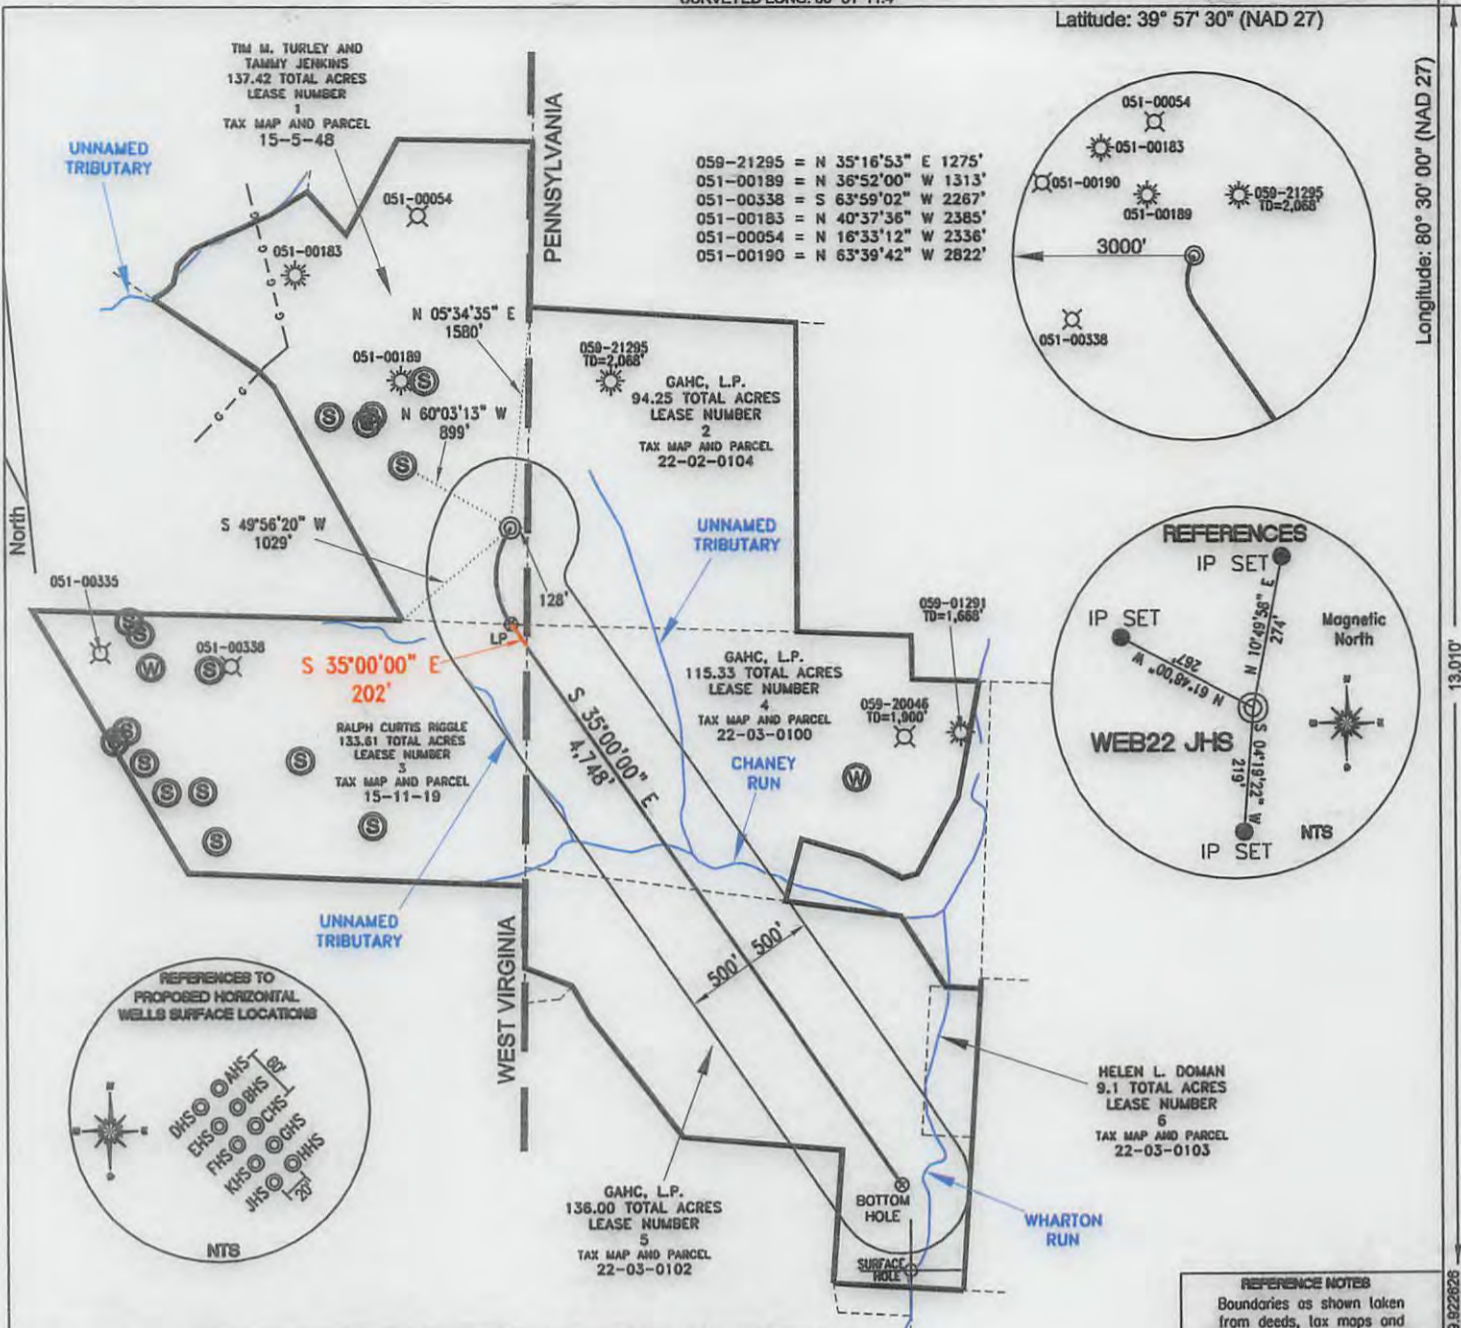 Latitude: 39° 57' 30" (NAD 27)
Longitude: 80° 30' 00" (NAD 27)
TIM M. TURLEY AND
TAMMY JENKINS
137.42 TOTAL ACRES
LEASE NUMBER
1
TAX MAP AND PARCEL
15-5-48
UNNAMED
TRIBUTARY
051-00054
051-00183
PENNSYLVANIA
059-21295 = N 35°16'53" E 1275'
051-00189 = N 36°52'00" W 1313'
051-00338 = S 63°59'02" W 2267'
051-00183 = N 40°37'36" W 2385'
051-00054 = N 16°33'12" W 2336'
051-00190 = N 63°39'42" W 2822'
051-00054
051-00183
051-00190
051-00189
059-21295
TD=2,068'
3000'
051-00338
G G G G G G
N 05°34'35" E
1580'
051-00189
S
S
S
S
S
N 60°03'13" W
899'
059-21295
TD=2,068'
GAHC, L.P.
94.25 TOTAL ACRES
LEASE NUMBER
2
TAX MAP AND PARCEL
22-02-0104
North
S 49°56'20" W
1029'
UNNAMED
TRIBUTARY
128'
LP
051-00335
051-00338
S
S
W
S
S 35°00'00" E
202'
059-01291
TD=1,668'
GAHC, L.P.
115.33 TOTAL ACRES
LEASE NUMBER
4
TAX MAP AND PARCEL
22-03-0100
059-20046
TD=1,900'
W
REFERENCES
IP SET
IP SET
N 10°49'58" E
274'
N 61°48'00" W
267'
S 04°19'22" W
219'
Magnetic
North
WEB22 JHS
IP SET
NTS
13,010'
RALPH CURTIS RIGGLE
133.61 TOTAL ACRES
LEAESE NUMBER
3
TAX MAP AND PARCEL
15-11-19
S
S
S
S
S
S
S
S
S 35°00'00" E
4,748'
CHANEY
RUN
UNNAMED
TRIBUTARY
WEST VIRGINIA
500' 500'
REFERENCES TO
PROPOSED HORIZONTAL
WELLS SURFACE LOCATIONS
AHS
BHS
CHS
GHS
HHS
DHS
EHS
FHS
KHS
JHS
20'
NTS
HELEN L. DOMAN
9.1 TOTAL ACRES
LEASE NUMBER
6
TAX MAP AND PARCEL
22-03-0103
GAHC, L.P.
136.00 TOTAL ACRES
LEASE NUMBER
5
TAX MAP AND PARCEL
22-03-0102
BOTTOM
HOLE
SURFACE
HOLE
WHARTON
RUN
REFERENCE NOTES
Boundaries as shown taken
from deeds, tax maps and